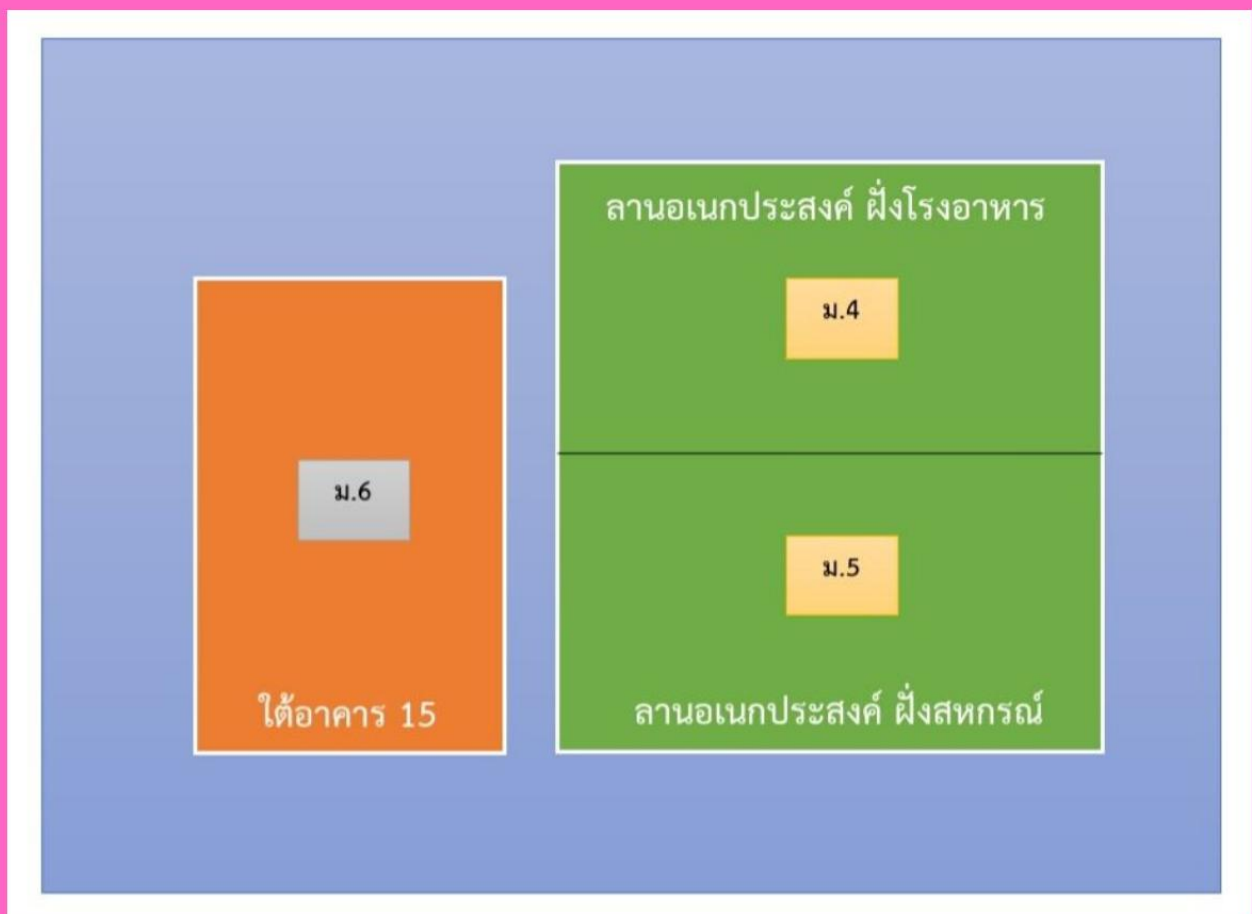 ลานอเนกประสงค์ ฝั่งโรงอาหาร
ม.4
ม.6
ม.5
ใต้อาคาร 15
ลานอเนกประสงค์ ฝั่งสหกรณ์